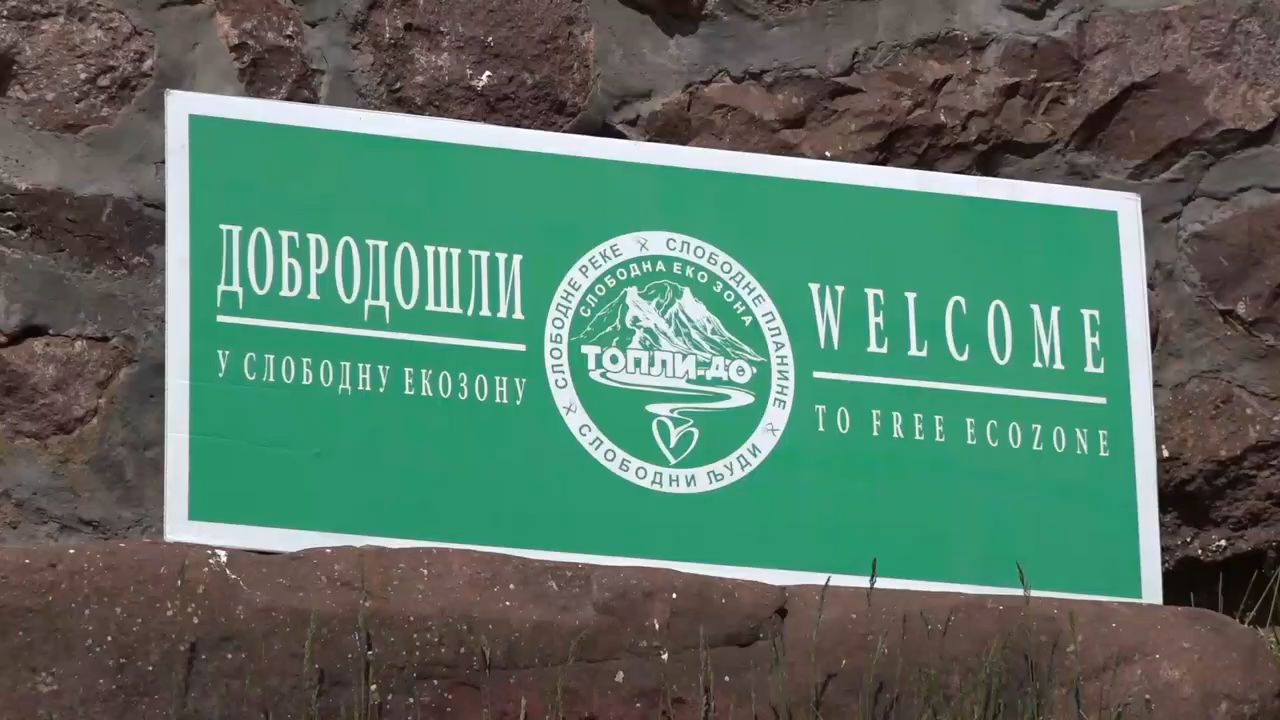 ДОБРОДОШЛИ
У СЛОБОДНУ ЕКОЗОНУ
СЛОБОДНЕ РЕКЕ
СЛОБОДНЕ ПЛАНИНЕ
СЛОБОДНИ ЉУДИ
СЛОБОДНА ЕКО ЗОНА
ТОПЛИ-ДО
WELCOME
TO FREE ECOZONE